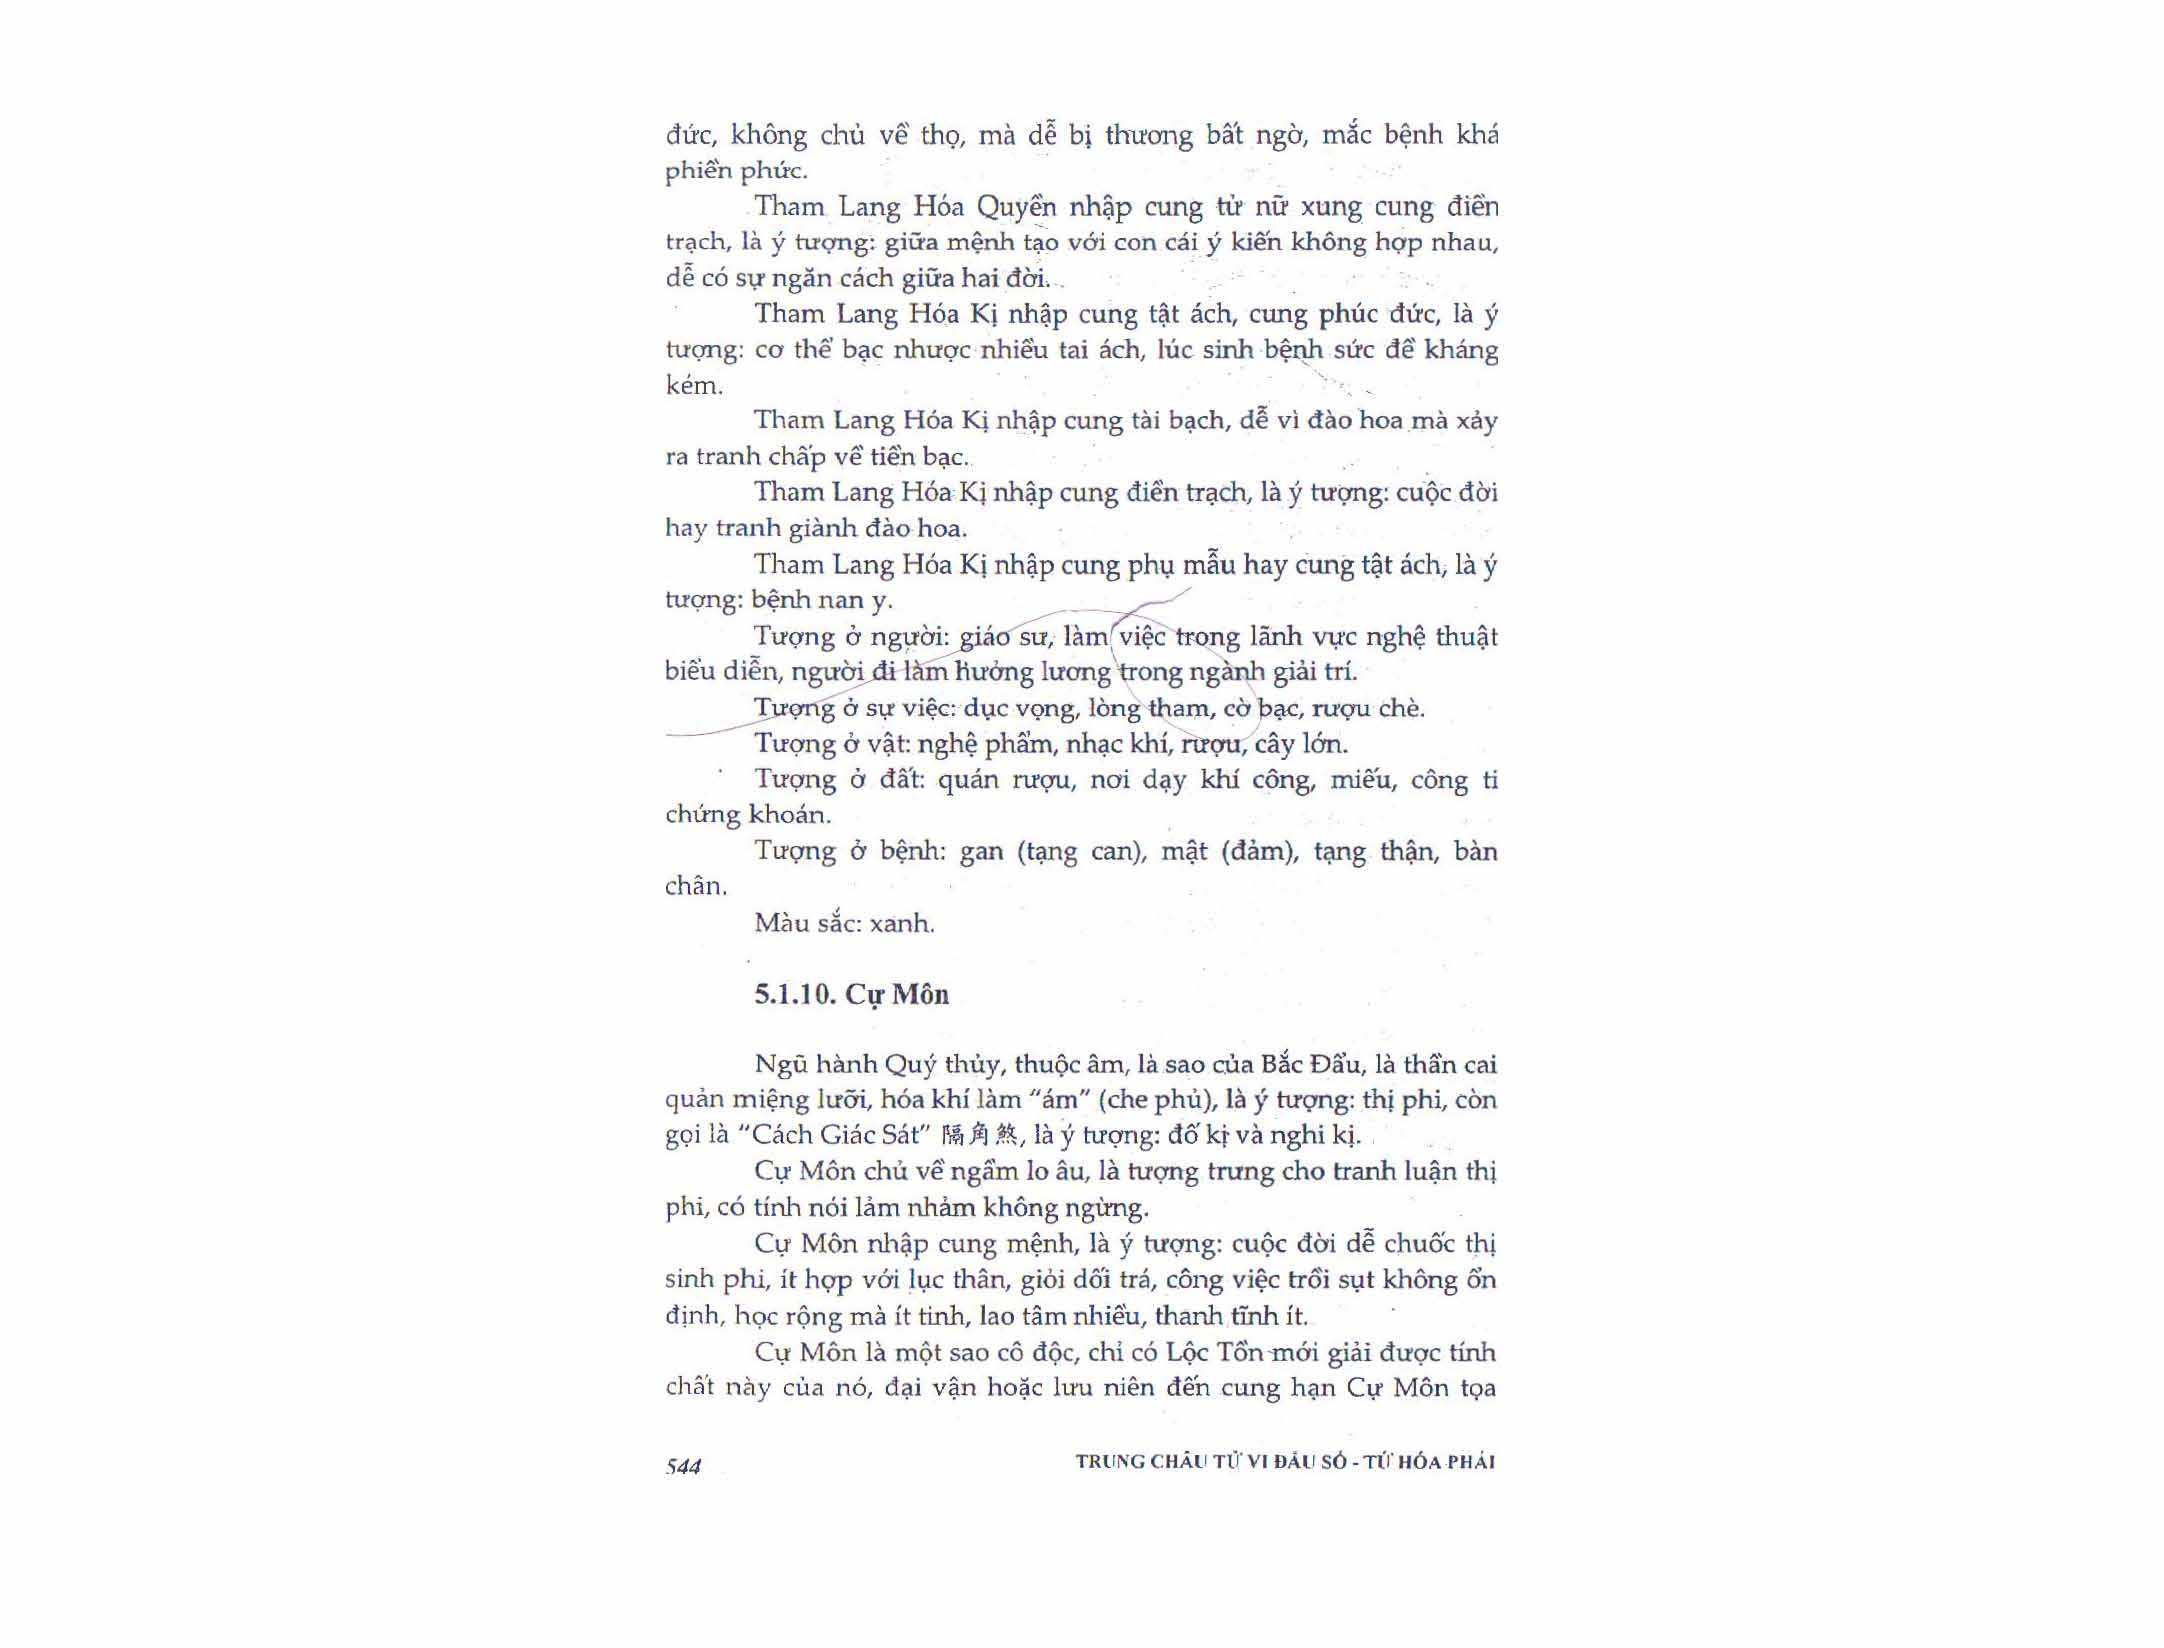 đức, không chủ về thọ, mà dễ bị thương bất ngờ, mắc bệnh khá
phiền phức.
Tham Lang Hóa Quyền nhập cung tử nữ xung cung điền
trạch, là ý tượng: giữa mệnh tạo với con cái ý kiến không hợp nhau,
dễ có sự ngăn cách giữa hai đời.
Tham Lang Hóa Kị nhập cung tật ách, cung phúc đức, là ý
tượng: cơ thể bạc nhược nhiều tai ách, lúc sinh bệnh sức đề kháng
kém.
Tham Lang Hóa Kị nhập cung tài bạch, dễ vì đào hoa mà xảy
ra tranh chấp về tiền bạc.
Tham Lang Hóa Kị nhập cung điền trạch, là ý tượng: cuộc đời
hay tranh giành đào hoa.
Tham Lang Hóa Kị nhập cung phụ mẫu hay cung tật ách, là ý
tượng: bệnh nan y.
Tượng ở người: giáo sư, làm việc trong lãnh vực nghệ thuật
biểu diễn, người đi làm hưởng lương trong ngành giải trí.
Tượng ở sự việc: dục vọng, lòng tham, cờ bạc, rượu chè.
Tượng ở vật: nghệ phẩm, nhạc khí, rượu, cây lớn.
Tượng ở đất: quán rượu, nơi dạy khí công, miếu, công ti
chứng khoán.
Tượng ở bệnh: gan (tạng can), mật (đảm), tạng thận, bàn
chân.
Màu sắc: xanh.
5.1.10. Cự Môn
Ngũ hành Quý thủy, thuộc âm, là sao của Bắc Đẩu, là thần cai
quản miệng lưỡi, hóa khí làm "ám" (che phủ), là ý tượng: thị phi, còn
gọi là "Cách Giác Sát" 隔角煞, là ý tượng: đố kị và nghi kị.
Cự Môn chủ về ngầm lo âu, là tượng trưng cho tranh luận thị
phi, có tính nói lảm nhảm không ngừng.
Cự Môn nhập cung mệnh, là ý tượng: cuộc đời dễ chuốc thị
sinh phi, ít hợp với lục thân, giỏi dối trá, công việc trồi sụt không ổn
định, học rộng mà ít tinh, lao tâm nhiều, thanh tĩnh ít.
Cự Môn là một sao cô độc, chỉ có Lộc Tồn mới giải được tính
chất này của nó, đại vận hoặc lưu niên đến cung hạn Cự Môn tọa
544
TRUNG CHÂU TỬ VI ĐẨU SỐ - TỨ HÓA PHÁI